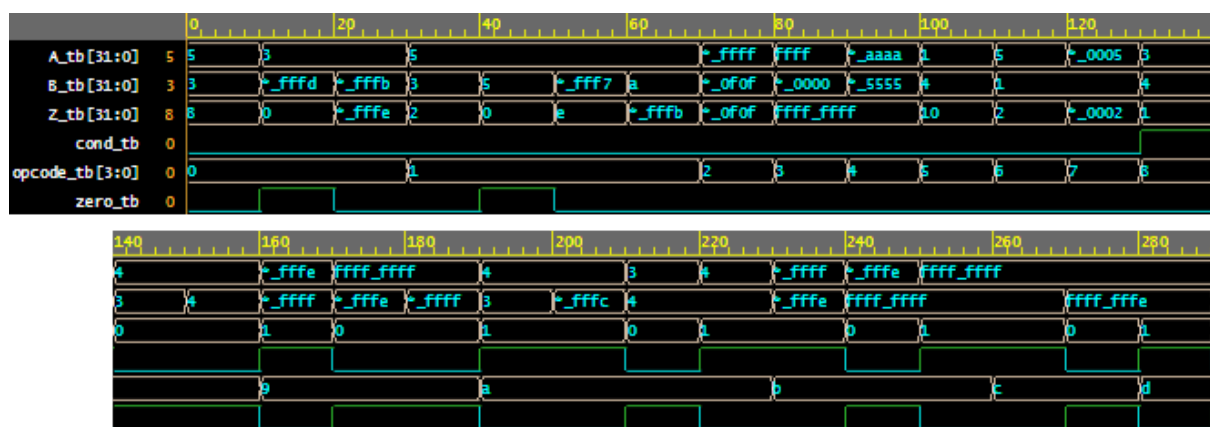 0 20 40 60 80 100 120
A_tb[31:0] 5 5 3 5 *_ffff ffff *_aaaa 1 5 *_0005 3
B_tb[31:0] 3 3 *_fffd *_fffb 3 5 *_fff7 a *_0f0f *_0000 *_5555 4 1 4
Z_tb[31:0] 8 8 0 *_fffe 2 0 e *_fffb *_0f0f ffff_ffff 10 2 *_0002 1
cond_tb 0
opcode_tb[3:0] 0 0 1 2 3 4 5 6 7 8
zero_tb 0
140 160 180 200 220 240 260 280
4 *_fffe ffff_ffff 4 3 4 *_ffff *_fffe ffff_ffff
3 4 *_ffff *_fffe *_ffff 3 *_fffc 4 *_fffe ffff_ffff ffff_fffe
0 1 0 1 0 1 0 1 0 1
9 a b c d